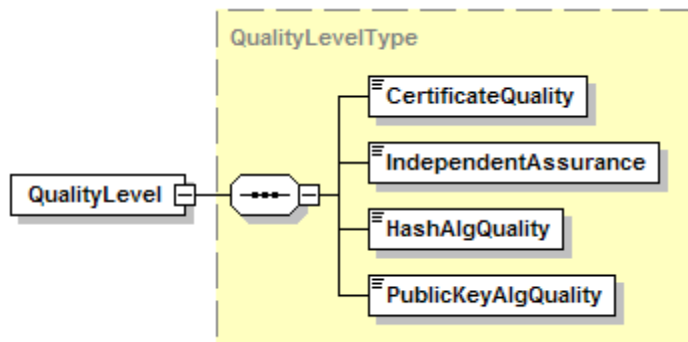 QualityLevelType
CertificateQuality
IndependentAssurance
QualityLevel
HashAlgQuality
PublicKeyAlgQuality